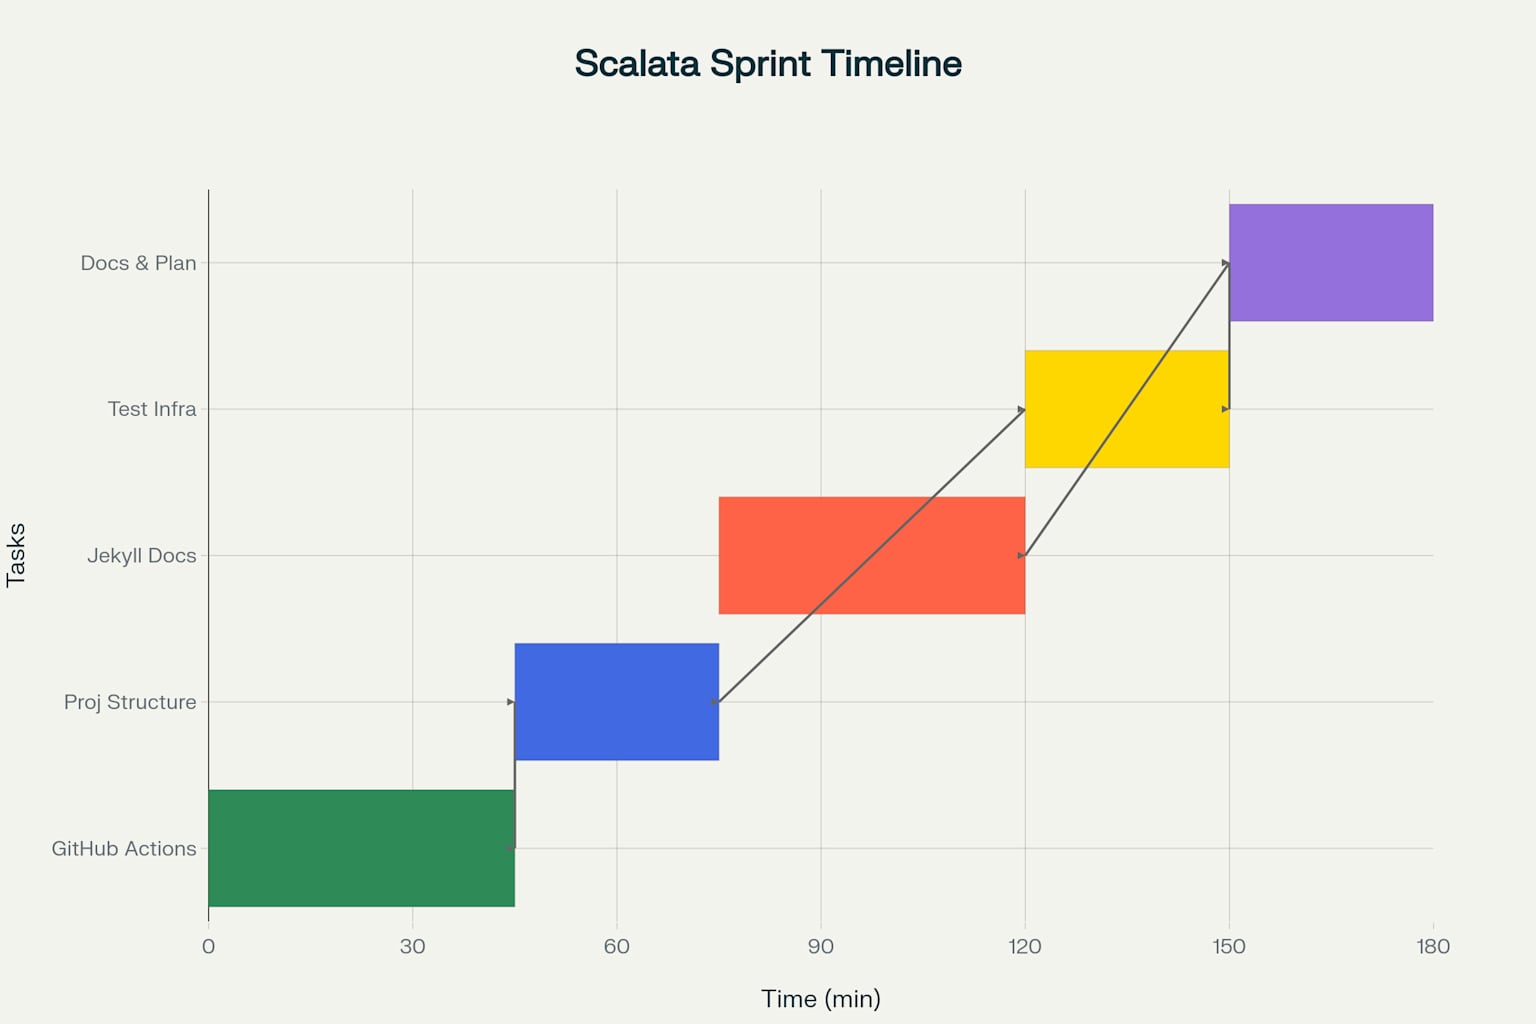 Scalata Sprint Timeline
Docs & Plan
Test Infra
Jekyll Docs
Proj Structure
GitHub Actions
Tasks
0 30 60 90 120 150 180
Time (min)